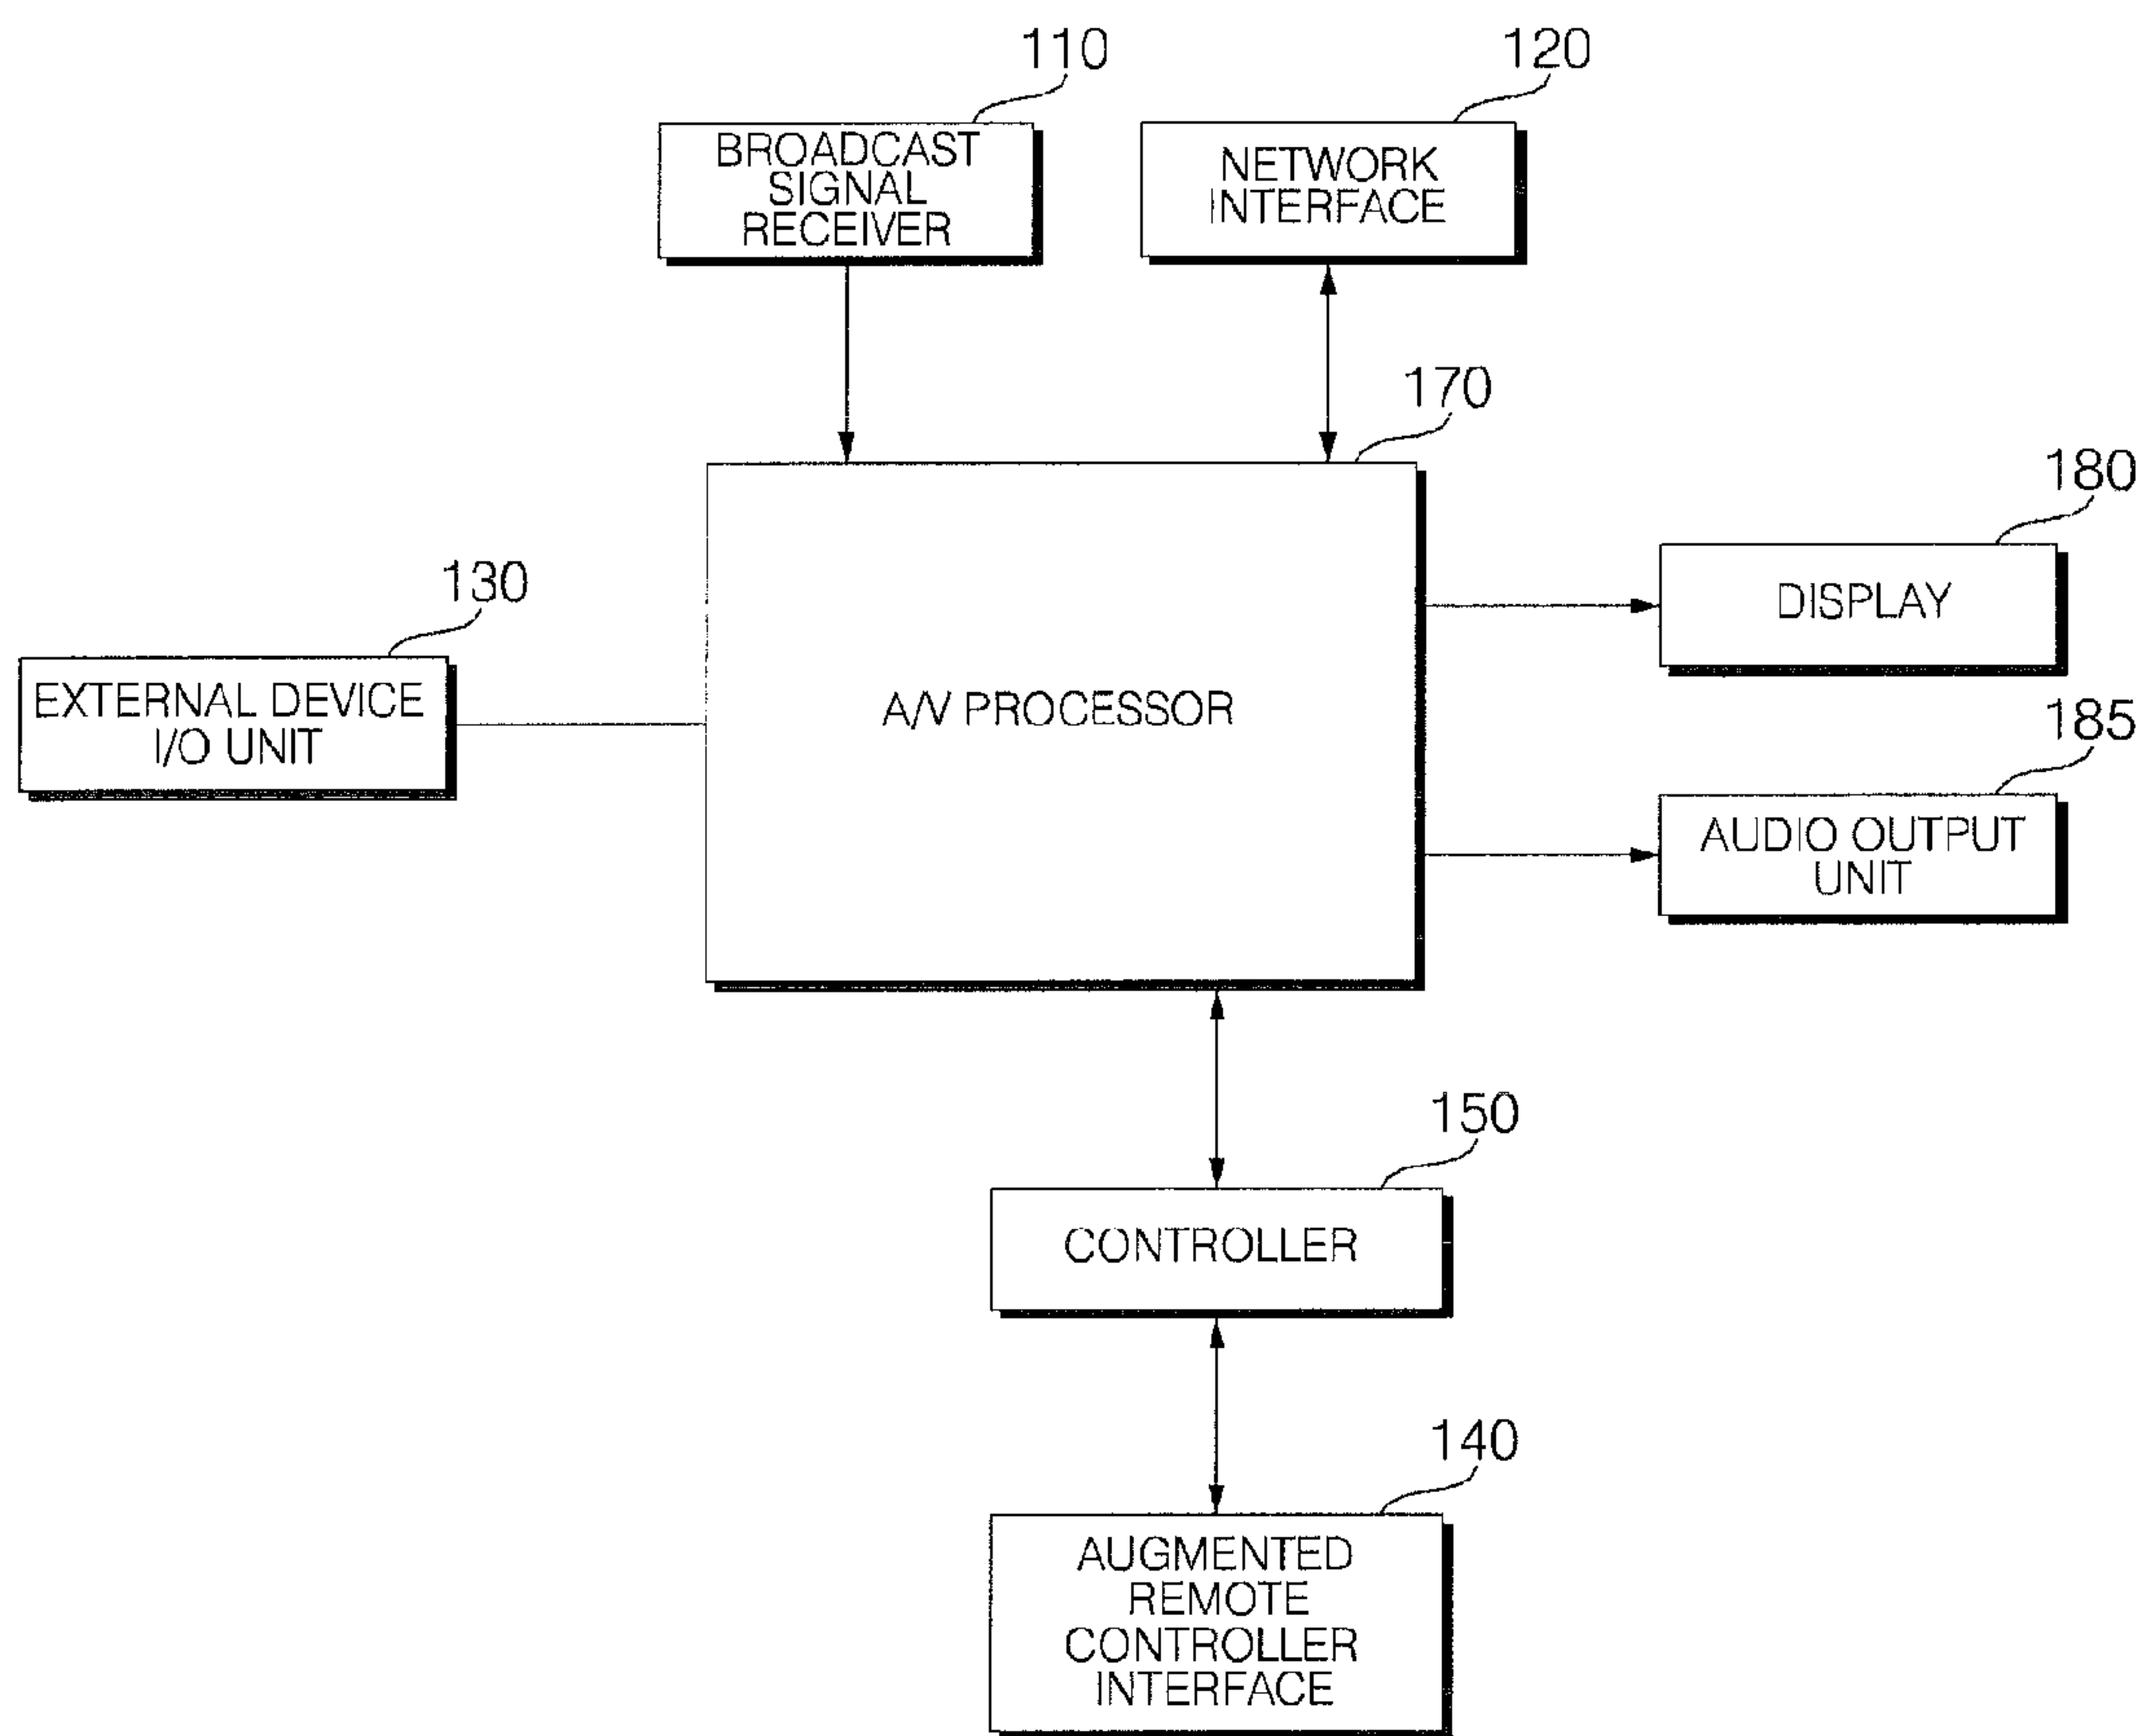 110
120
BROADCAST
SIGNAL
RECEIVER
NETWORK
INTERFACE
170
180
130
DISPLAY
EXTERNAL DEVICE
I/O UNIT
A/V PROCESSOR
185
AUDIO OUTPUT
UNIT
150
CONTROLLER
140
AUGMENTED
REMOTE
CONTROLLER
INTERFACE